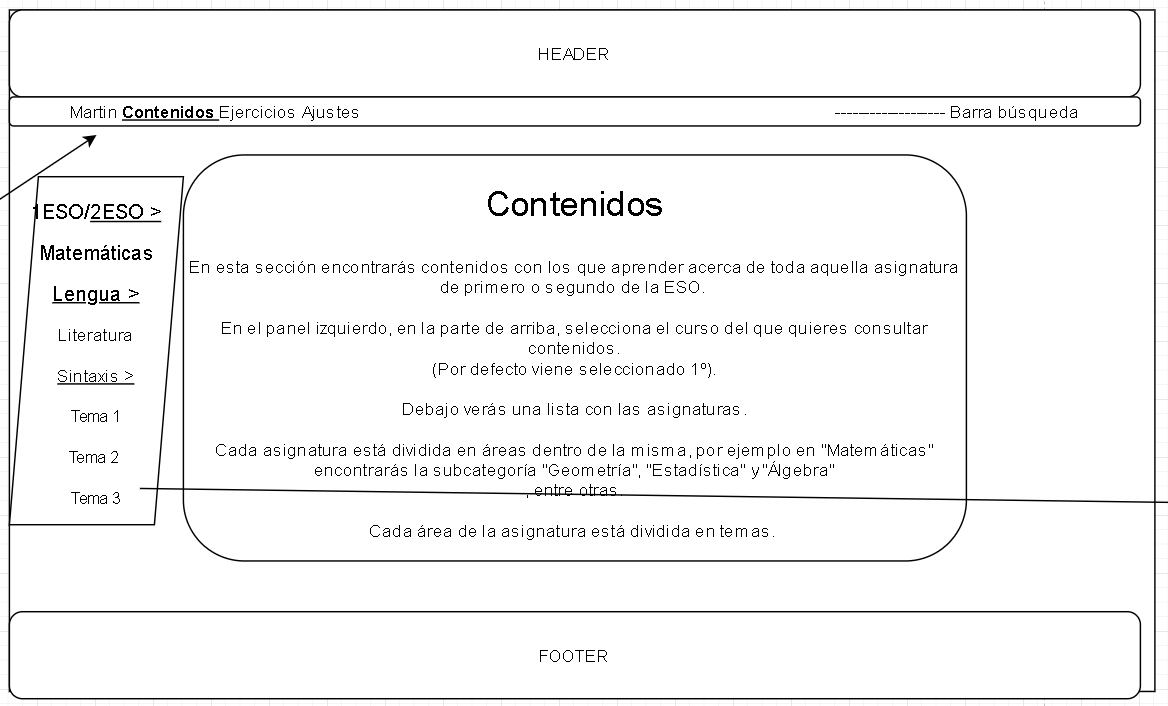 HEADER
Martin Contenidos Ejercicios Ajustes
------------------- Barra búsqueda
1ESO/2ESO >
Matemáticas
Lengua >
Literatura
Sintaxis >
Tema 1
Tema 2
Tema 3
Contenidos
En esta sección encontrarás contenidos con los que aprender acerca de toda aquella asignatura
de primero o segundo de la ESO.
En el panel izquierdo, en la parte de arriba, selecciona el curso del que quieres consultar
contenidos.
(Por defecto viene seleccionado 1º).
Debajo verás una lista con las asignaturas.
Cada asignatura está dividida en áreas dentro de la misma, por ejemplo en "Matemáticas"
encontrarás la subcategoría "Geometría", "Estadística" y "Álgebra"
, entre otras.
Cada área de la asignatura está dividida en temas.
FOOTER